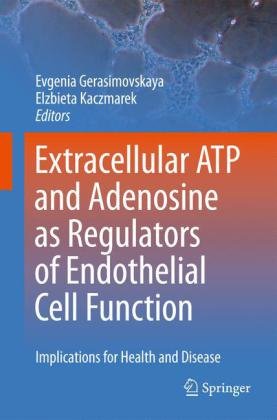 Evgenia Gerasimovskaya
Elzbieta Kaczmarek
Editors
Extracellular ATP
and Adenosine
as Regulators
of Endothelial
Cell Function
Implications for Health and Disease
Springer